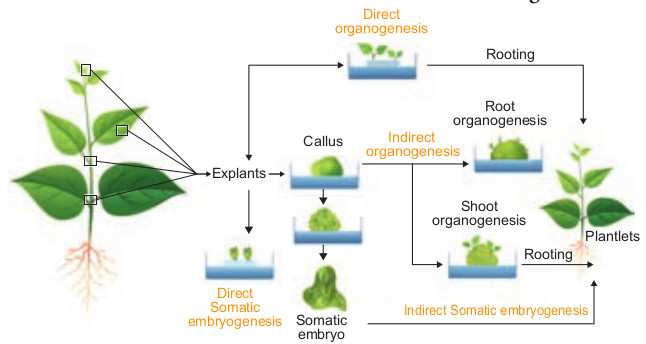 Direct
organogenesis
Rooting
Root
organogenesis
Callus
Indirect
organogenesis
Explants
Shoot
organogenesis
Plantlets
Rooting
Direct
Somatic
embryogenesis
Indirect Somatic embryogenesis
Somatic
embryo